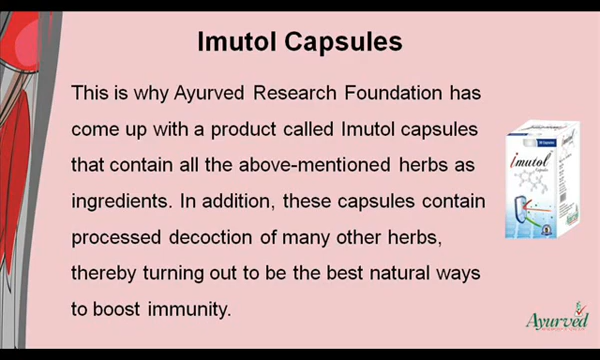 Imutol Capsules
This is why Ayurved Research Foundation has
come up with a product called Imutol capsules
that contain all the above-mentioned herbs as
ingredients. In addition, these capsules contain
processed decoction of many other herbs,
thereby turning out to be the best natural ways
to boost immunity.
imutol
Capsules
Ayurved